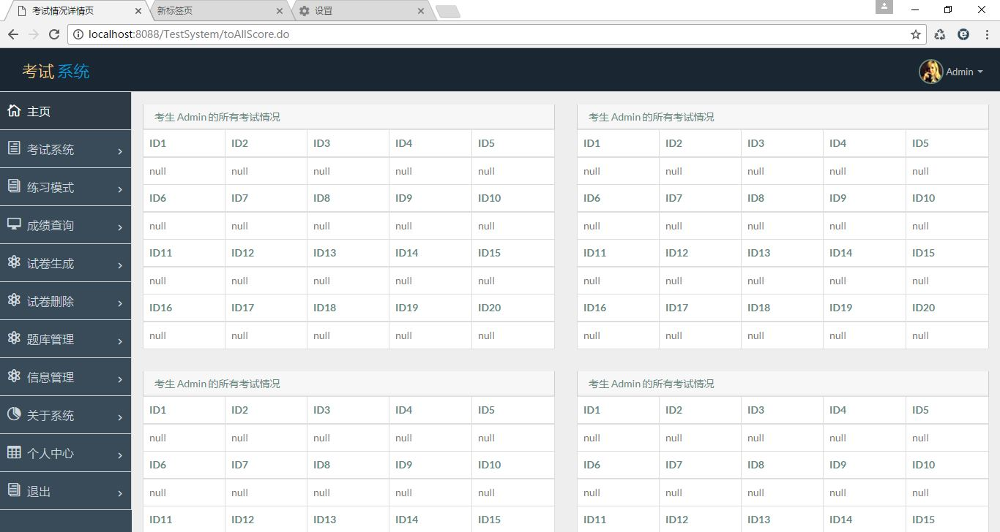 考试情况详情页
新标签页
设置
localhost:8088/TestSystem/toAllScore.do
考试 系统
Admin
主页
考试系统
练习模式
成绩查询
试卷生成
试卷删除
题库管理
信息管理
关于系统
个人中心
退出
考生 Admin 的所有考试情况
ID1 ID2 ID3 ID4 ID5
null null null null null
ID6 ID7 ID8 ID9 ID10
null null null null null
ID11 ID12 ID13 ID14 ID15
null null null null null
ID16 ID17 ID18 ID19 ID20
null null null null null
考生 Admin 的所有考试情况
ID1 ID2 ID3 ID4 ID5
null null null null null
ID6 ID7 ID8 ID9 ID10
null null null null null
ID11 ID12 ID13 ID14 ID15
null null null null null
ID16 ID17 ID18 ID19 ID20
null null null null null
考生 Admin 的所有考试情况
ID1 ID2 ID3 ID4 ID5
null null null null null
ID6 ID7 ID8 ID9 ID10
null null null null null
ID11 ID12 ID13 ID14 ID15
考生 Admin 的所有考试情况
ID1 ID2 ID3 ID4 ID5
null null null null null
ID6 ID7 ID8 ID9 ID10
null null null null null
ID11 ID12 ID13 ID14 ID15